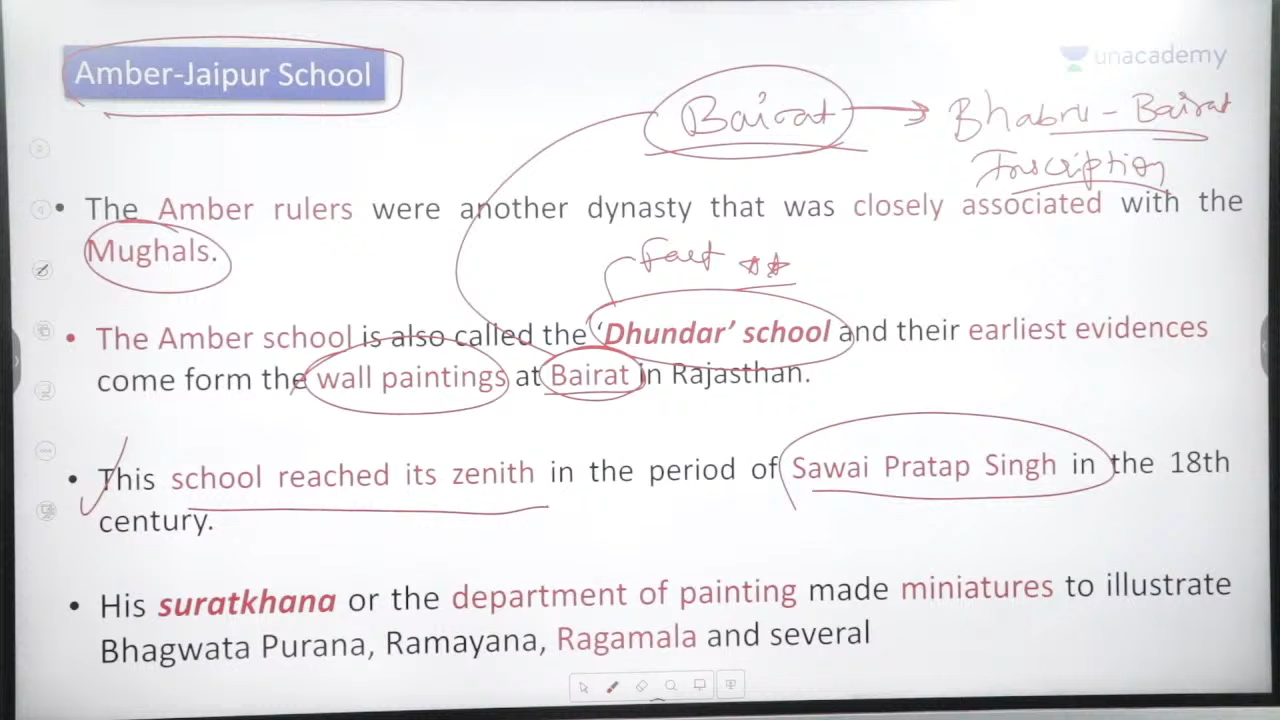 Amber-Jaipur School
unacademy
Bairat → Bhabru - Bairat
Inscription
• The Amber rulers were another dynasty that was closely associated with the
Mughals.
Fact ☆☆
• The Amber school is also called the ‘Dhundar’ school and their earliest evidences
come form the wall paintings at Bairat in Rajasthan.
• This school reached its zenith in the period of Sawai Pratap Singh in the 18th
century.
• His suratkhana or the department of painting made miniatures to illustrate
Bhagwata Purana, Ramayana, Ragamala and several